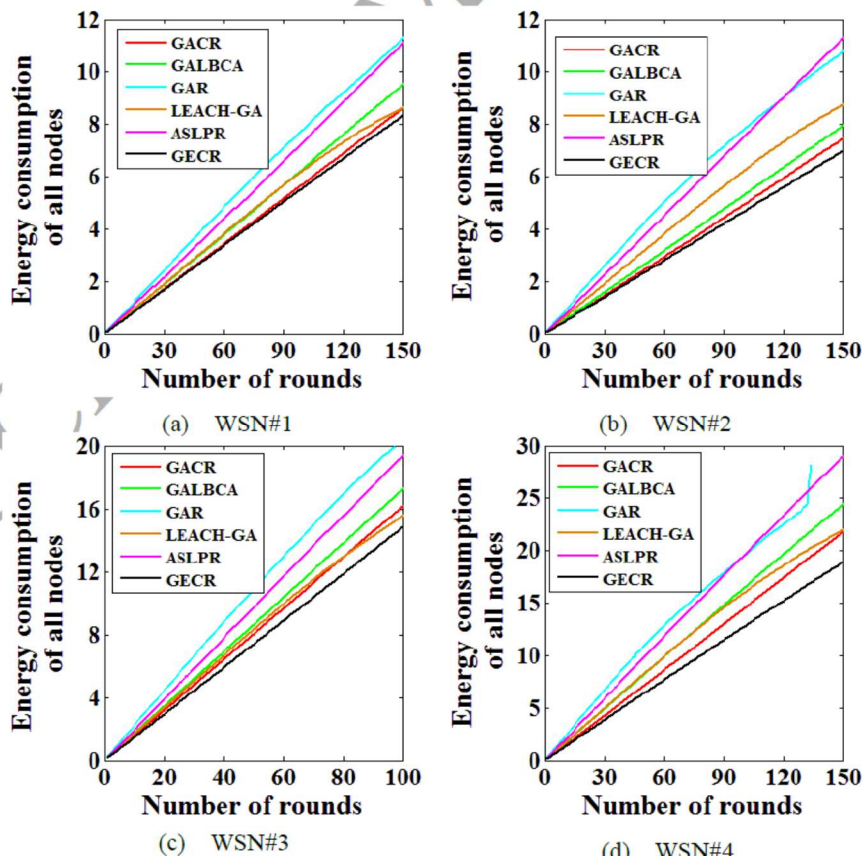 Energy consumption
of all nodes
12
10
8
6
4
2
0
GACR
GALBCA
GAR
LEACH-GA
ASLPR
GECR
0 30 60 90 120 150
Number of rounds
(a) WSN#1
Energy consumption
of all nodes
12
10
8
6
4
2
0
GACR
GALBCA
GAR
LEACH-GA
ASLPR
GECR
0 30 60 90 120 150
Number of rounds
(b) WSN#2
Energy consumption
of all nodes
20
16
12
8
4
0
GACR
GALBCA
GAR
LEACH-GA
ASLPR
GECR
0 20 40 60 80 100
Number of rounds
(c) WSN#3
Energy consumption
of all nodes
30
25
20
15
10
5
0
GACR
GALBCA
GAR
LEACH-GA
ASLPR
GECR
0 30 60 90 120 150
Number of rounds
(d) WSN#4